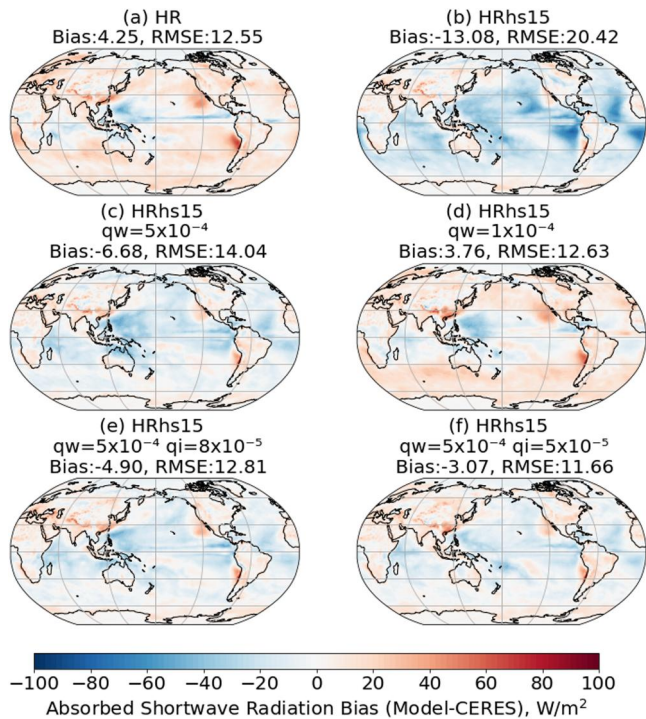 (a) HR
Bias:4.25, RMSE:12.55
(b) HRhs15
Bias:-13.08, RMSE:20.42
(c) HRhs15
qw=5x10⁻⁴
Bias:-6.68, RMSE:14.04
(d) HRhs15
qw=1x10⁻⁴
Bias:3.76, RMSE:12.63
(e) HRhs15
qw=5x10⁻⁴ qi=8x10⁻⁵
Bias:-4.90, RMSE:12.81
(f) HRhs15
qw=5x10⁻⁴ qi=5x10⁻⁵
Bias:-3.07, RMSE:11.66
−100 −80 −60 −40 −20 0 20 40 60 80 100
Absorbed Shortwave Radiation Bias (Model-CERES), W/m²